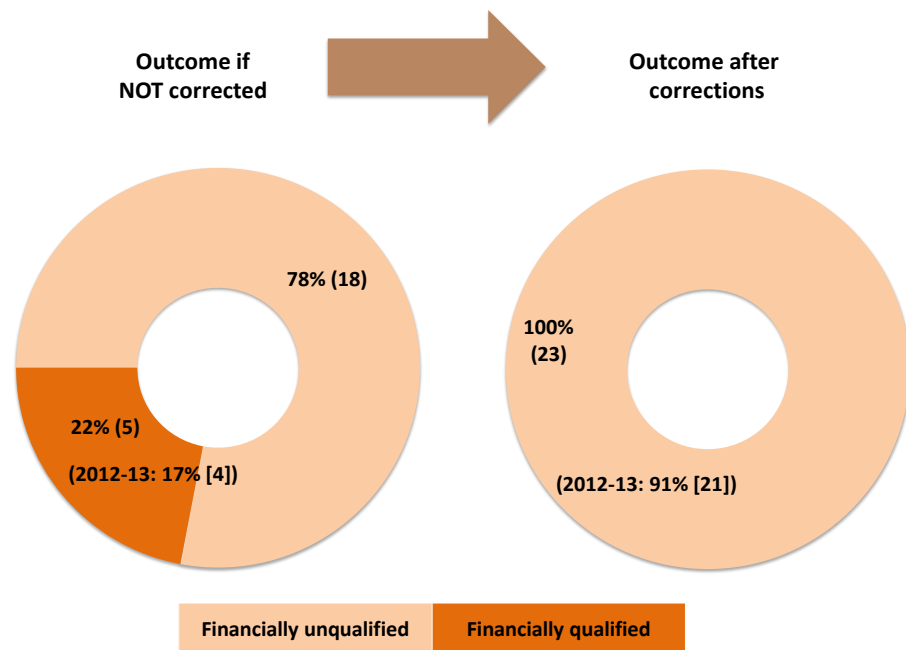 Outcome if
NOT corrected
Outcome after
corrections
78% (18)
22% (5)
(2012-13: 17% [4])
100%
(23)
(2012-13: 91% [21])
Financially unqualified
Financially qualified